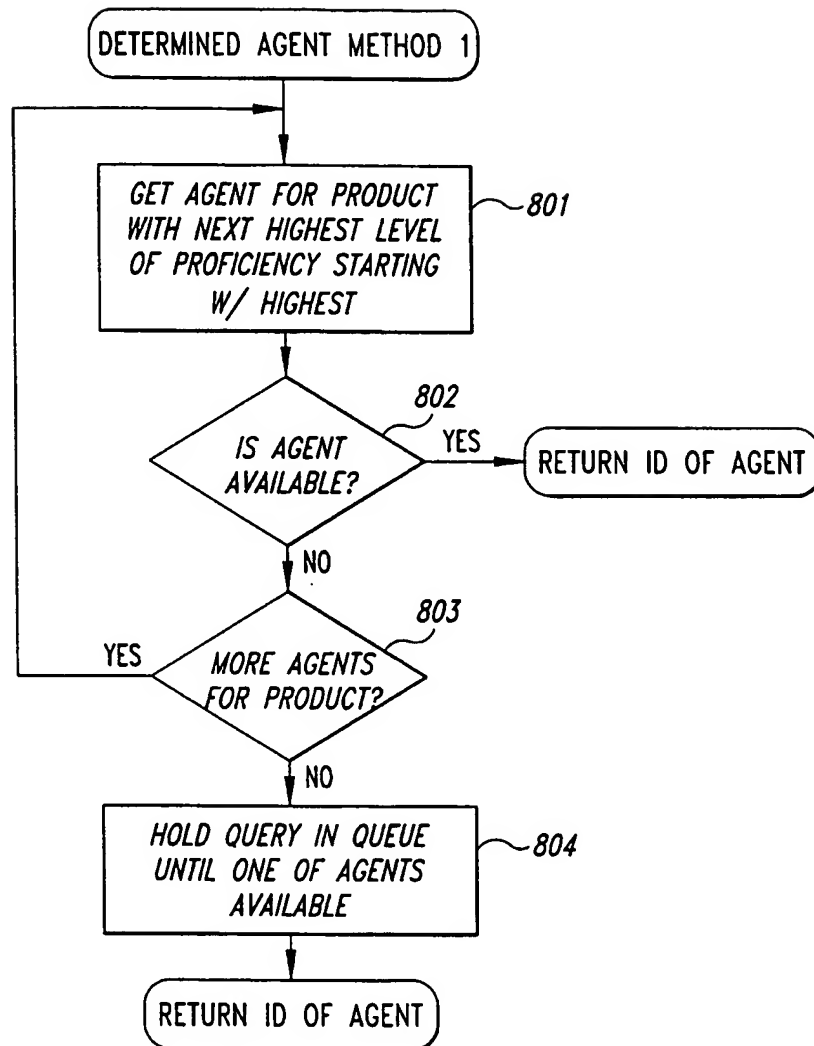 DETERMINED AGENT METHOD 1
GET AGENT FOR PRODUCT
WITH NEXT HIGHEST LEVEL
OF PROFICIENCY STARTING
W/ HIGHEST
801
802
IS AGENT
AVAILABLE?
YES
RETURN ID OF AGENT
NO
803
YES
MORE AGENTS
FOR PRODUCT?
NO
HOLD QUERY IN QUEUE
UNTIL ONE OF AGENTS
AVAILABLE
804
RETURN ID OF AGENT